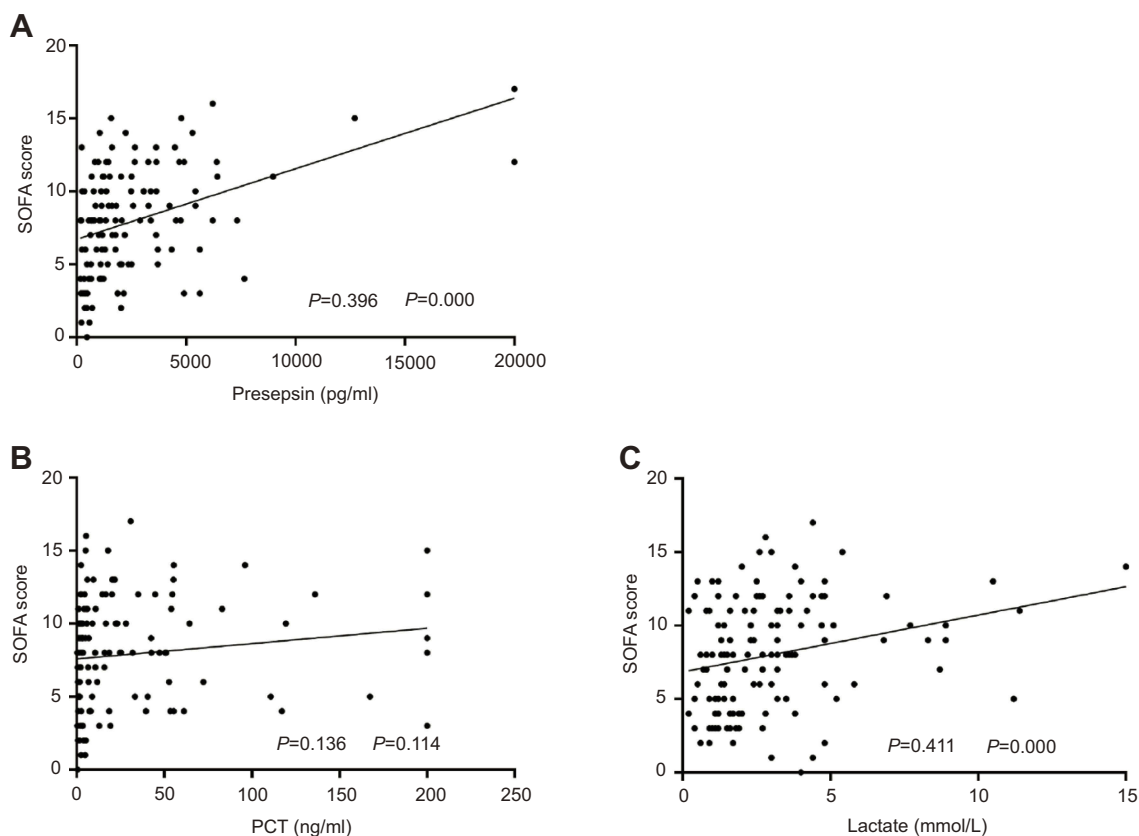 A
20
15
10
5
0
SOFA score
P=0.396 P=0.000
0 5000 10000 15000 20000
Presepsin (pg/ml)
B
20
15
10
5
0
SOFA score
P=0.136 P=0.114
0 50 100 150 200 250
PCT (ng/ml)
C
20
15
10
5
0
SOFA score
P=0.411 P=0.000
0 5 10 15
Lactate (mmol/L)